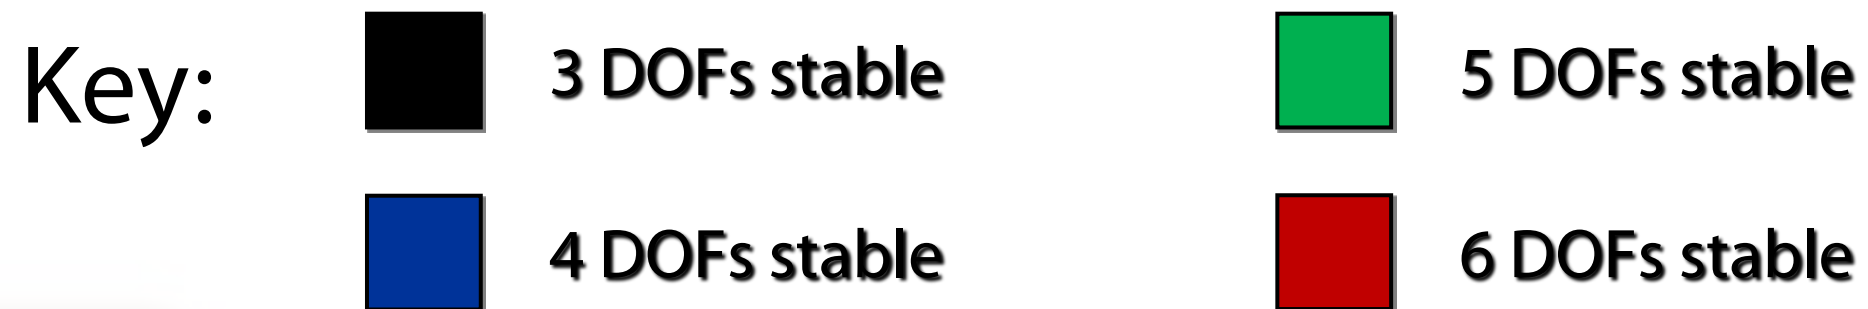 Key: 3 DOFs stable 5 DOFs stable
4 DOFs stable 6 DOFs stable